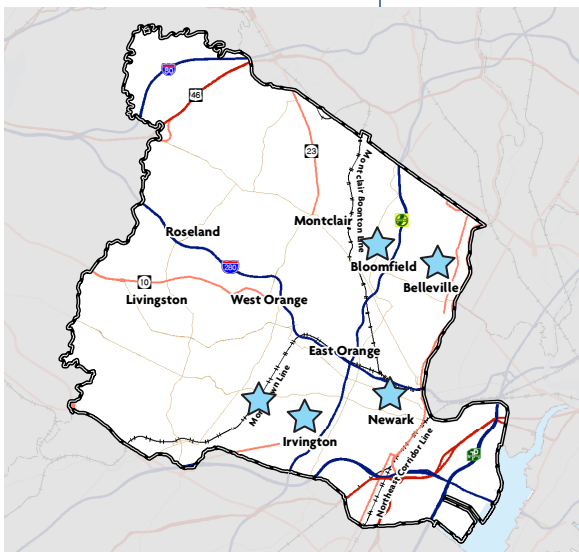 80
46
23
Montclair Boonton Line
Montclair
Roseland
Bloomfield
280
Belleville
10
Livingston
West Orange
East Orange
Newark
Irvington
Northeast Corridor Line